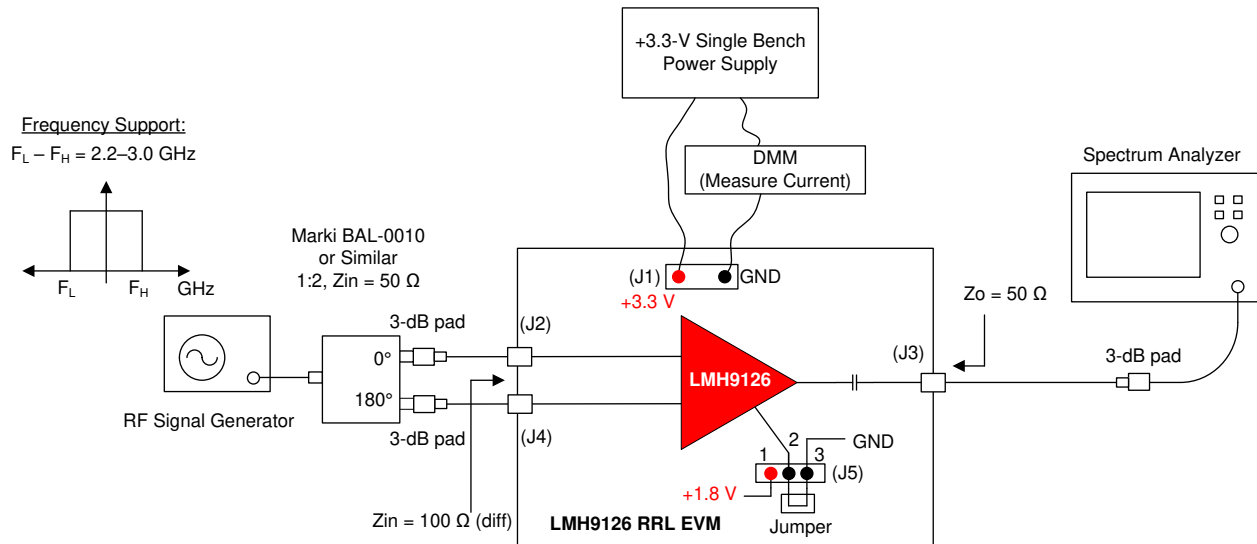 +3.3-V Single Bench
Power Supply
Frequency Support:
FL – FH = 2.2–3.0 GHz
DMM
(Measure Current)
Spectrum Analyzer
Marki BAL-0010
or Similar
1:2, Zin = 50 Ω
FL
FH
GHz
(J1)
GND
+3.3 V
Zo = 50 Ω
3-dB pad
(J2)
(J3)
3-dB pad
0°
LMH9126
180°
RF Signal Generator
3-dB pad
(J4)
GND
1
2
3
(J5)
+1.8 V
Zin = 100 Ω (diff)
LMH9126 RRL EVM
Jumper